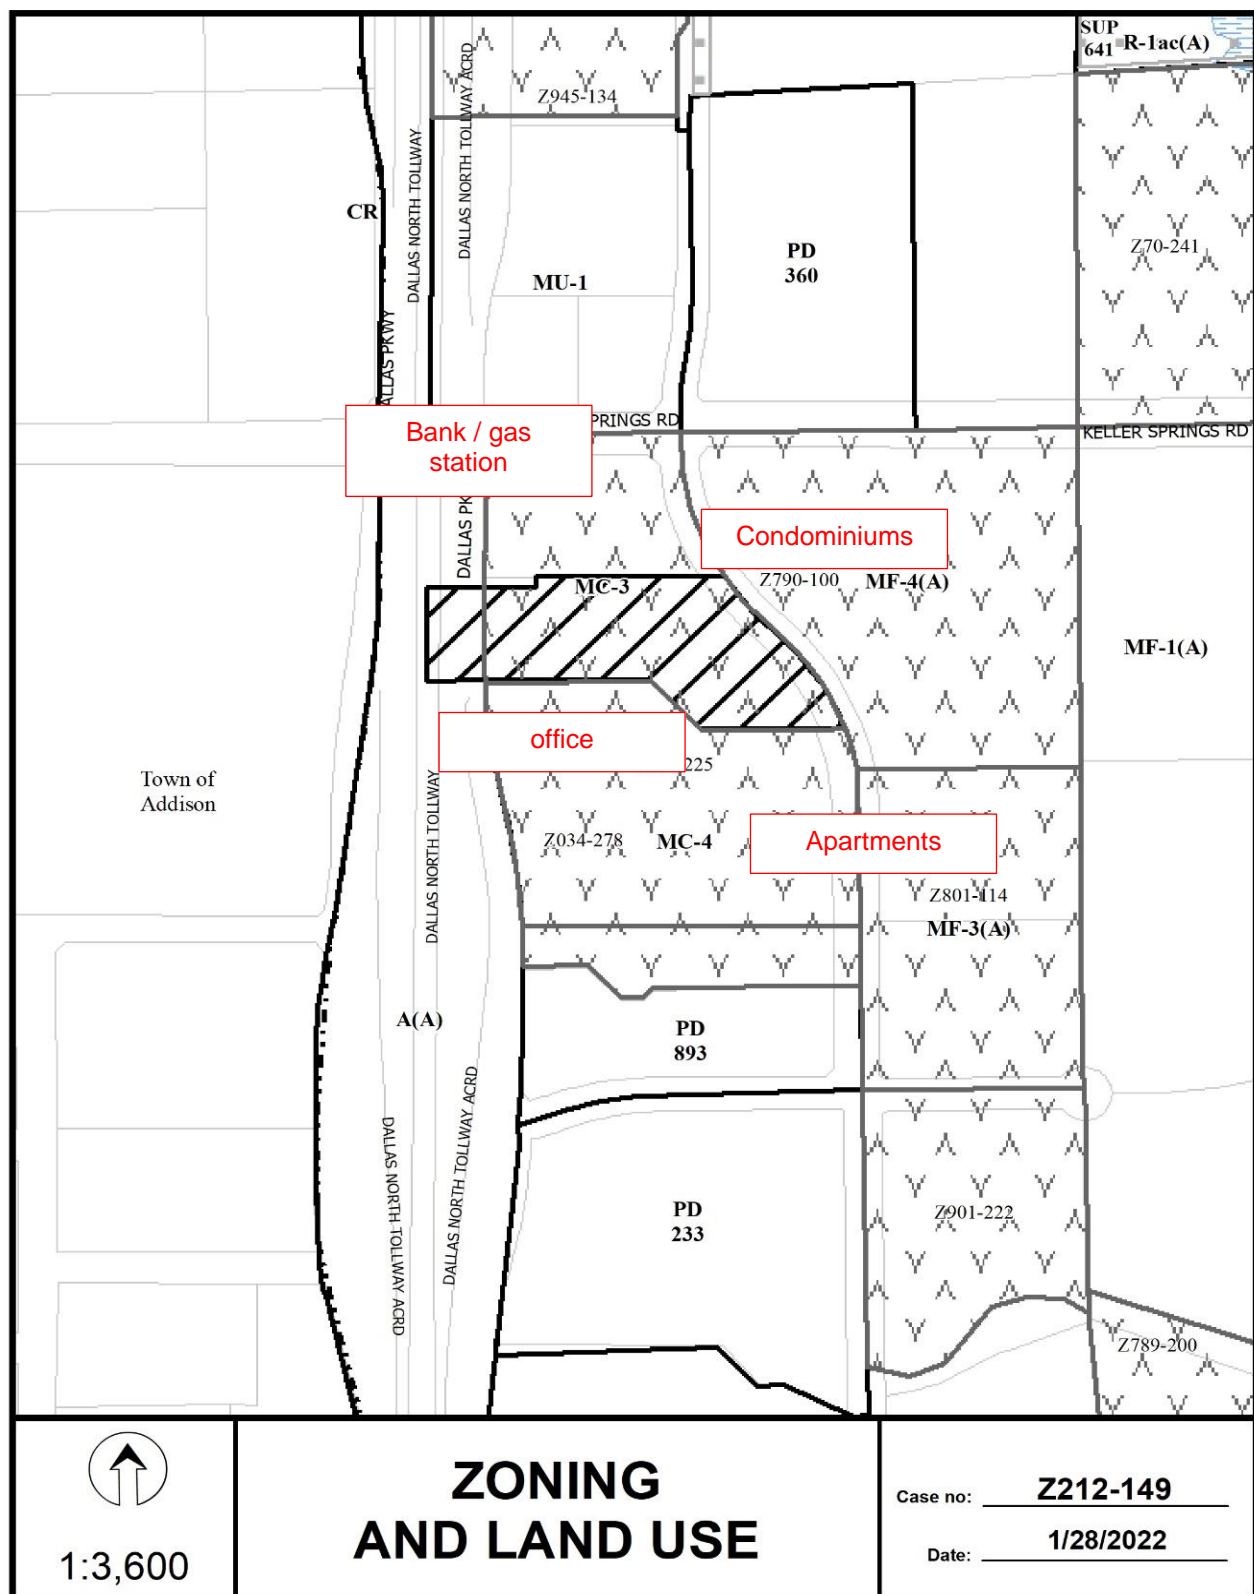 SUP
641
R-1ac(A)
Z945-134
DALLAS NORTH TOLLWAY ACRD
DALLAS NORTH TOLLWAY
CR
Z70-241
PD
360
MU-1
ALLAS PKWY
PRINGS RD
KELLER SPRINGS RD
Bank / gas
station
DALLAS PK
Condominiums
Z790-100
MF-4(A)
MC-3
MF-1(A)
office
225
Town of
Addison
DALLAS NORTH TOLLWAY
Z034-278
MC-4
Apartments
Z801-114
MF-3(A)
A(A)
PD
893
DALLAS NORTH TOLLWAY ACRD
DALLAS NORTH TOLLWAY ACRD
PD
233
Z901-222
Z789-200
1:3,600
ZONING
AND LAND USE
Case no: Z212-149
Date: 1/28/2022